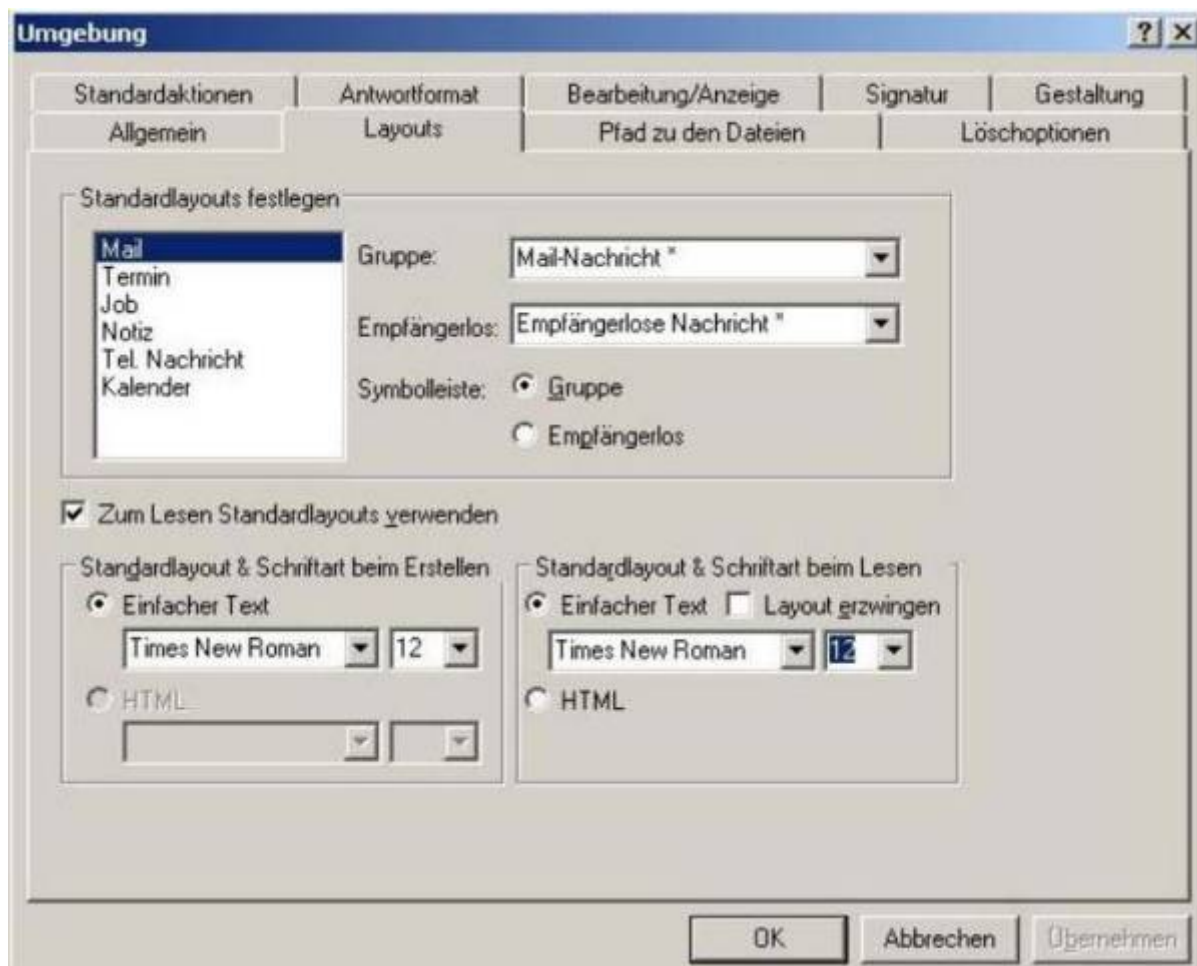 Umgebung
Standardaktionen Antwortformat Bearbeitung/Anzeige Signatur Gestaltung
Allgemein Layouts Pfad zu den Dateien Löschoptionen
Standardlayouts festlegen
Mail
Termin
Job
Notiz
Tel. Nachricht
Kalender
Gruppe: Mail-Nachricht *
Empfängerlos: Empfängerlose Nachricht *
Symbolleiste: Gruppe
Empfängerlos
Zum Lesen Standardlayouts verwenden
Standardlayout & Schriftart beim Erstellen
Einfacher Text
Times New Roman 12
HTML
Standardlayout & Schriftart beim Lesen
Einfacher Text Layout erzwingen
Times New Roman 12
HTML
OK Abbrechen Übernehmen